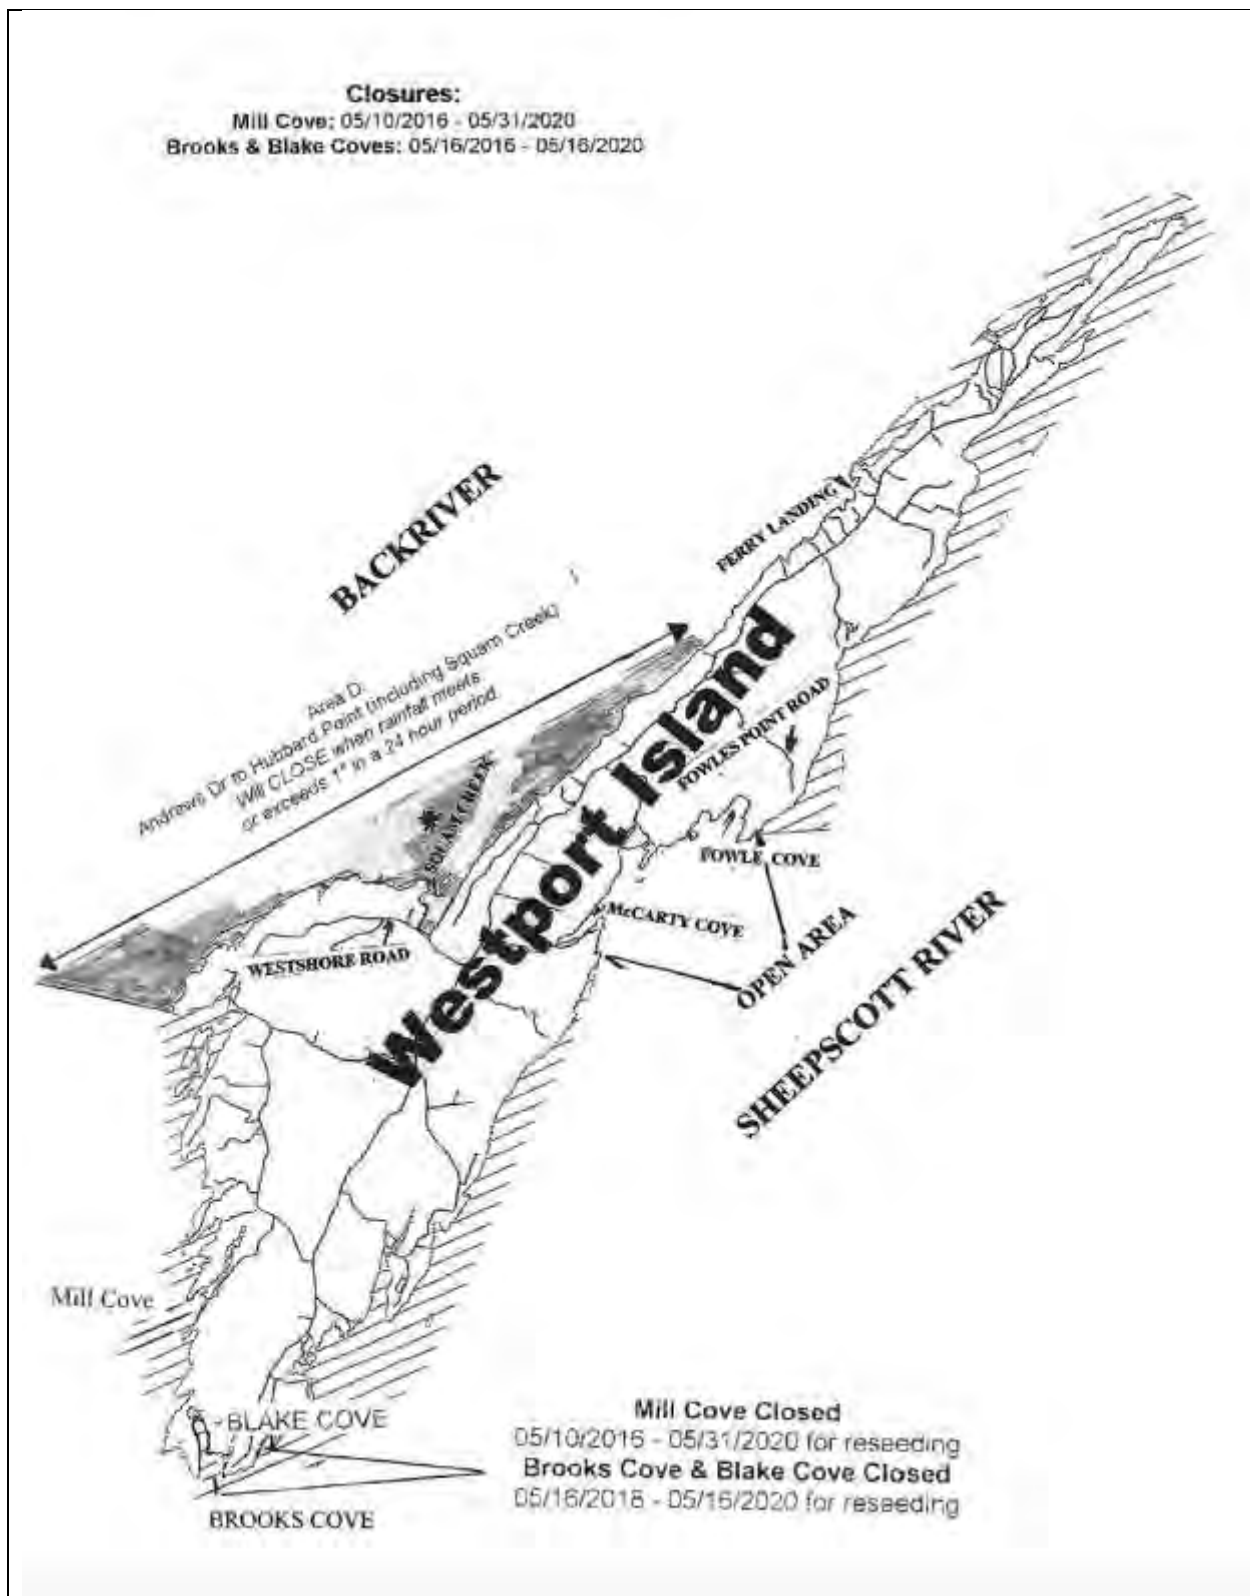 Closures:
Mill Cove: 05/10/2016 - 05/31/2020
Brooks & Blake Coves: 05/16/2016 - 05/16/2020
BACKRIVER
FERRY LANDING
Area D:
Andrews Dr to Hubbard Point (including Squam Creek)
Will CLOSE when rainfall meets
or exceeds 1" in a 24 hour period
Westport Island
FOWLES POINT ROAD
SQUAM CREEK
FOWLE COVE
McCARTY COVE
WESTSHORE ROAD
OPEN AREA
SHEEPSCOTT RIVER
Mill Cove
BLAKE COVE
BROOKS COVE
Mill Cove Closed
05/10/2016 - 05/31/2020 for reseeding
Brooks Cove & Blake Cove Closed
05/16/2018 - 05/16/2020 for reseeding